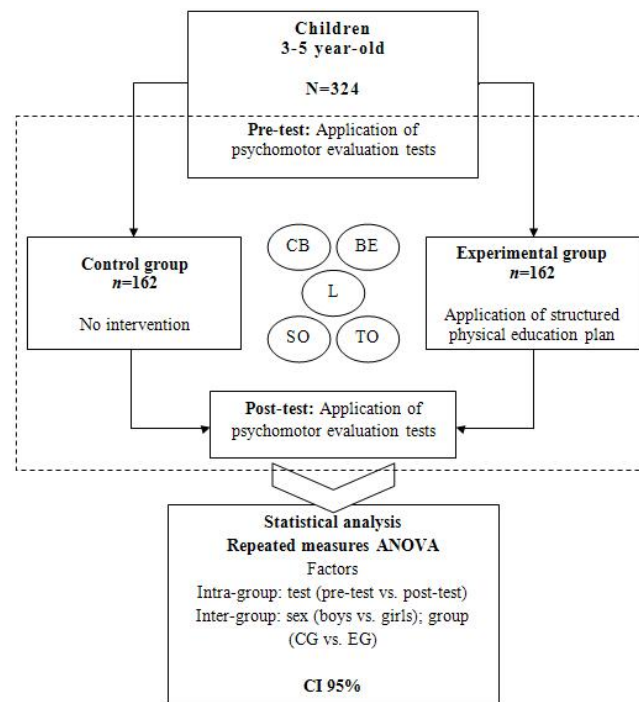 Children
3-5 year-old
N=324
Pre-test: Application of
psychomotor evaluation tests
Control group
n=162
No intervention
CB
BE
L
SO
TO
Experimental group
n=162
Application of structured
physical education plan
Post-test: Application of
psychomotor evaluation tests
Statistical analysis
Repeated measures ANOVA
Factors
Intra-group: test (pre-test vs. post-test)
Inter-group: sex (boys vs. girls); group
(CG vs. EG)
CI 95%